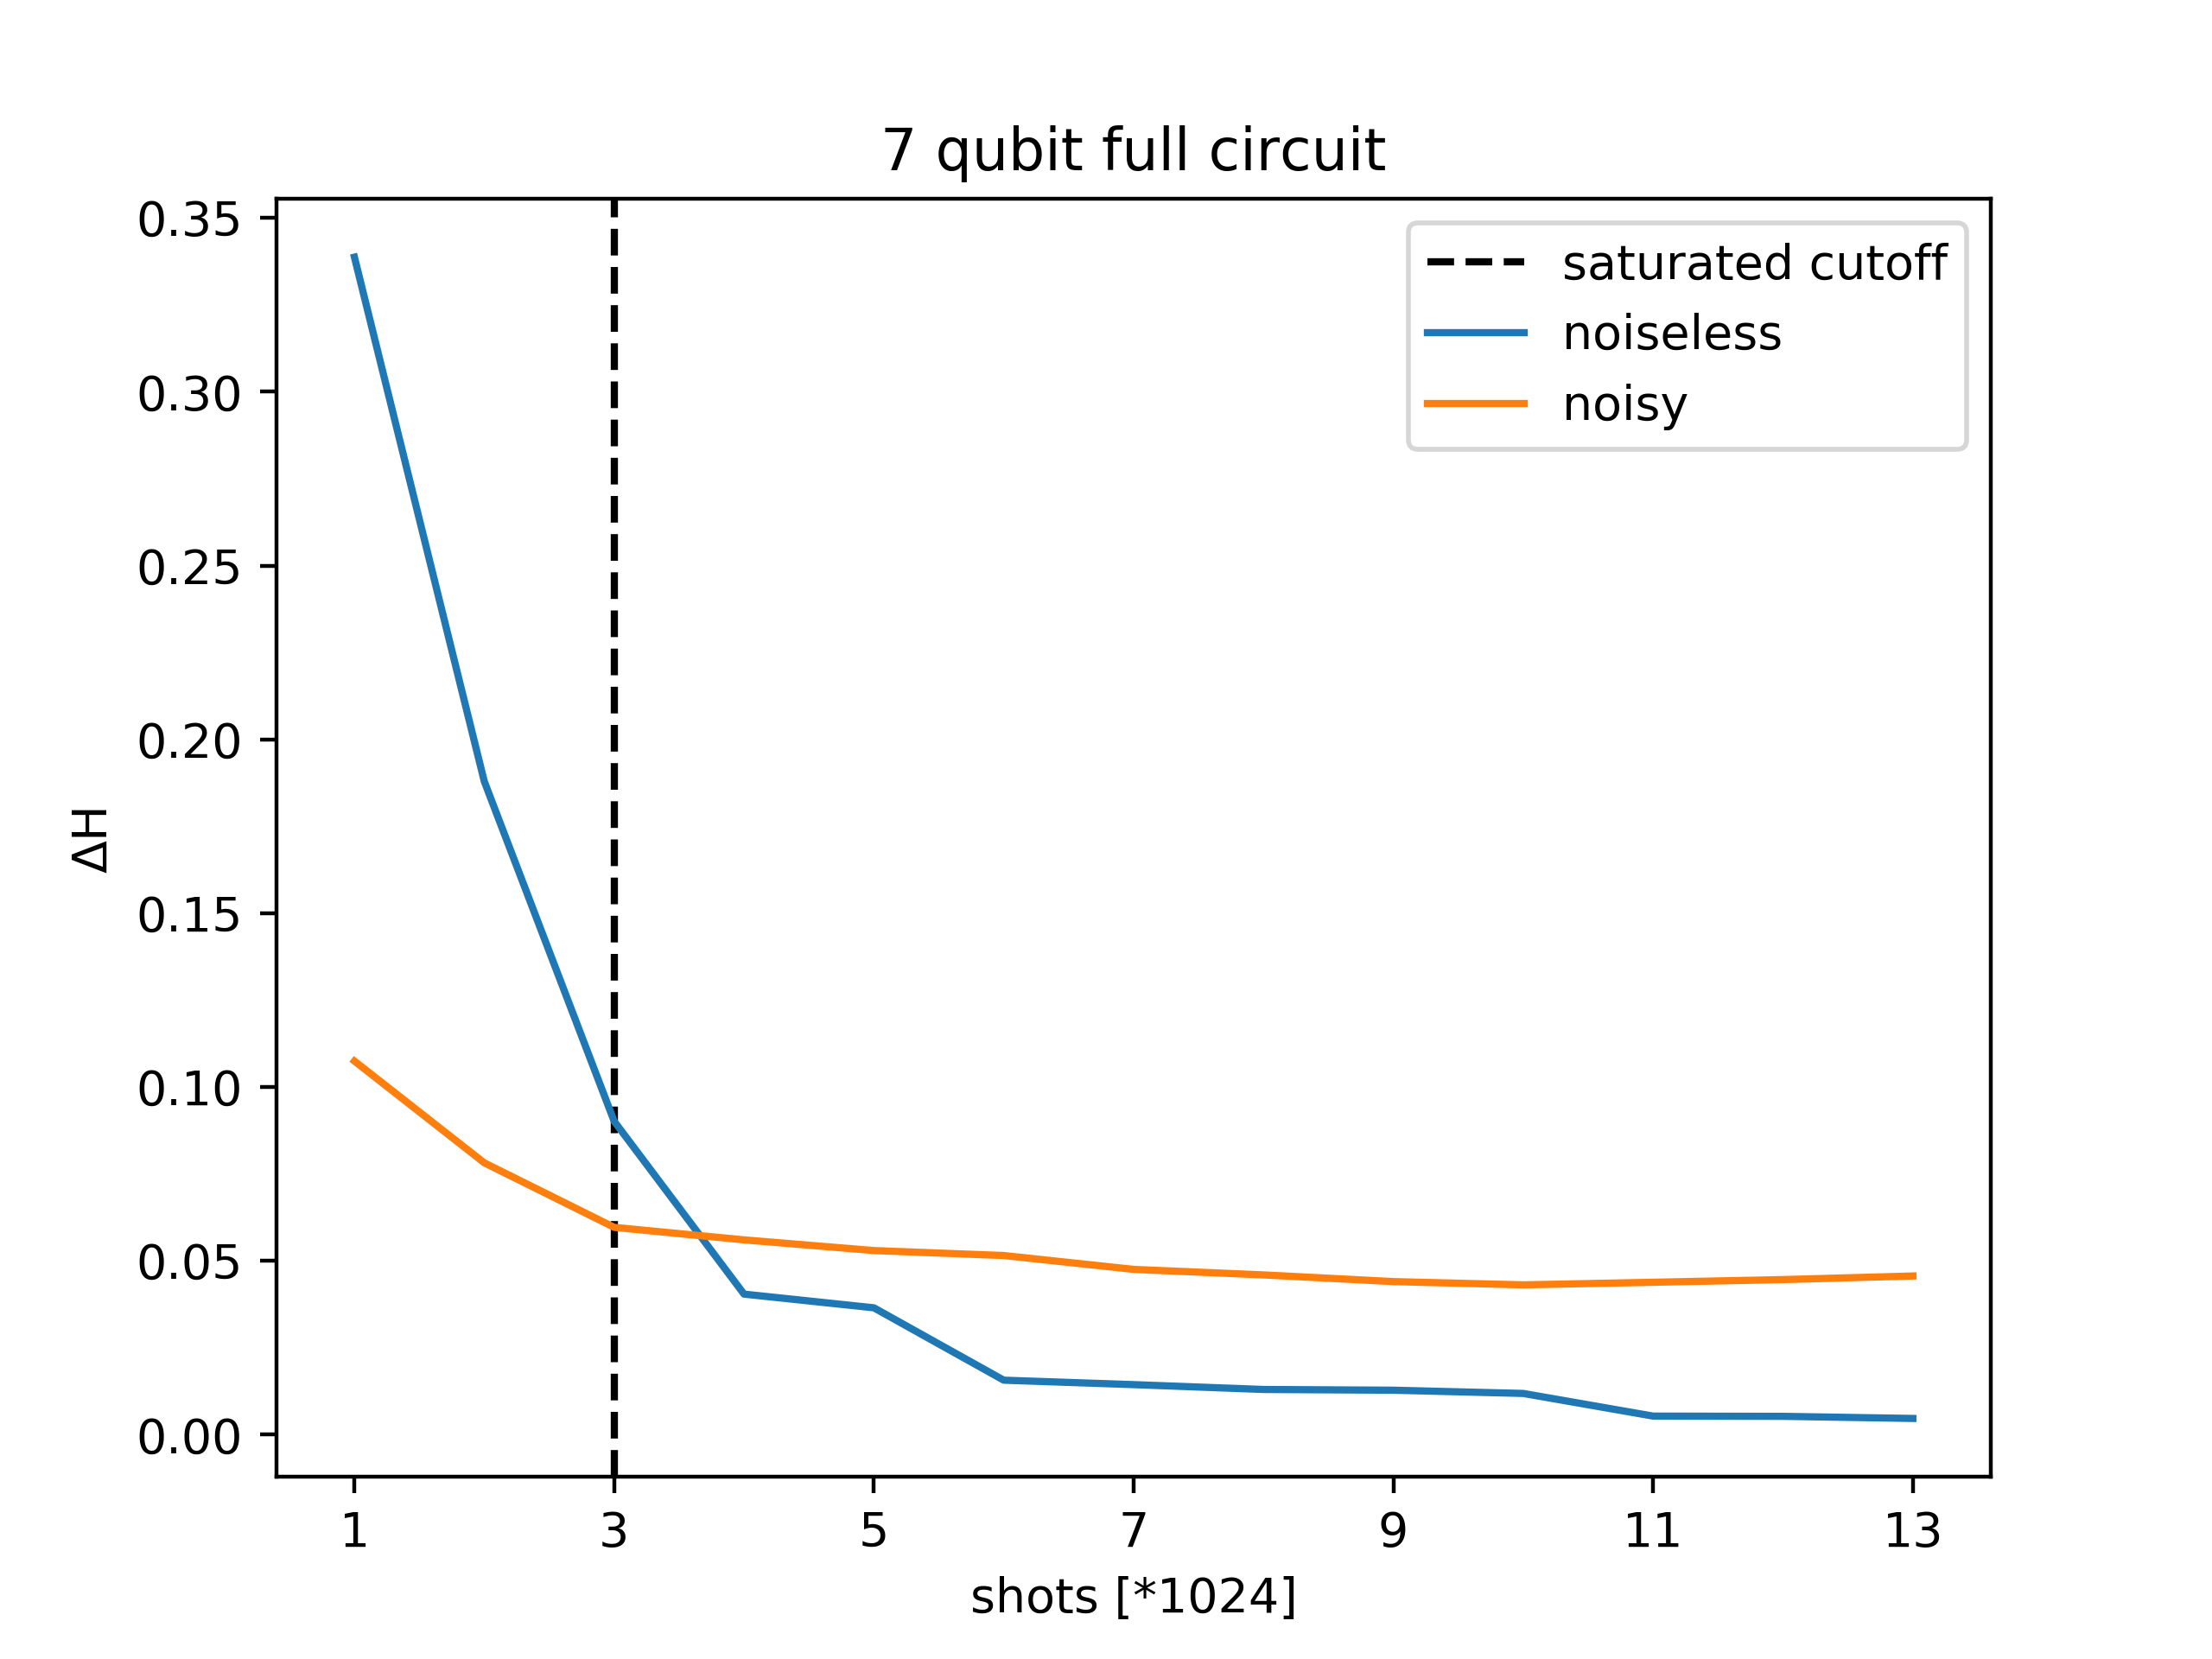 7 qubit full circuit
saturated cutoff
noiseless
noisy
0.35
0.30
0.25
0.20
0.15
0.10
0.05
0.00
ΔH
1 3 5 7 9 11 13
shots [*1024]